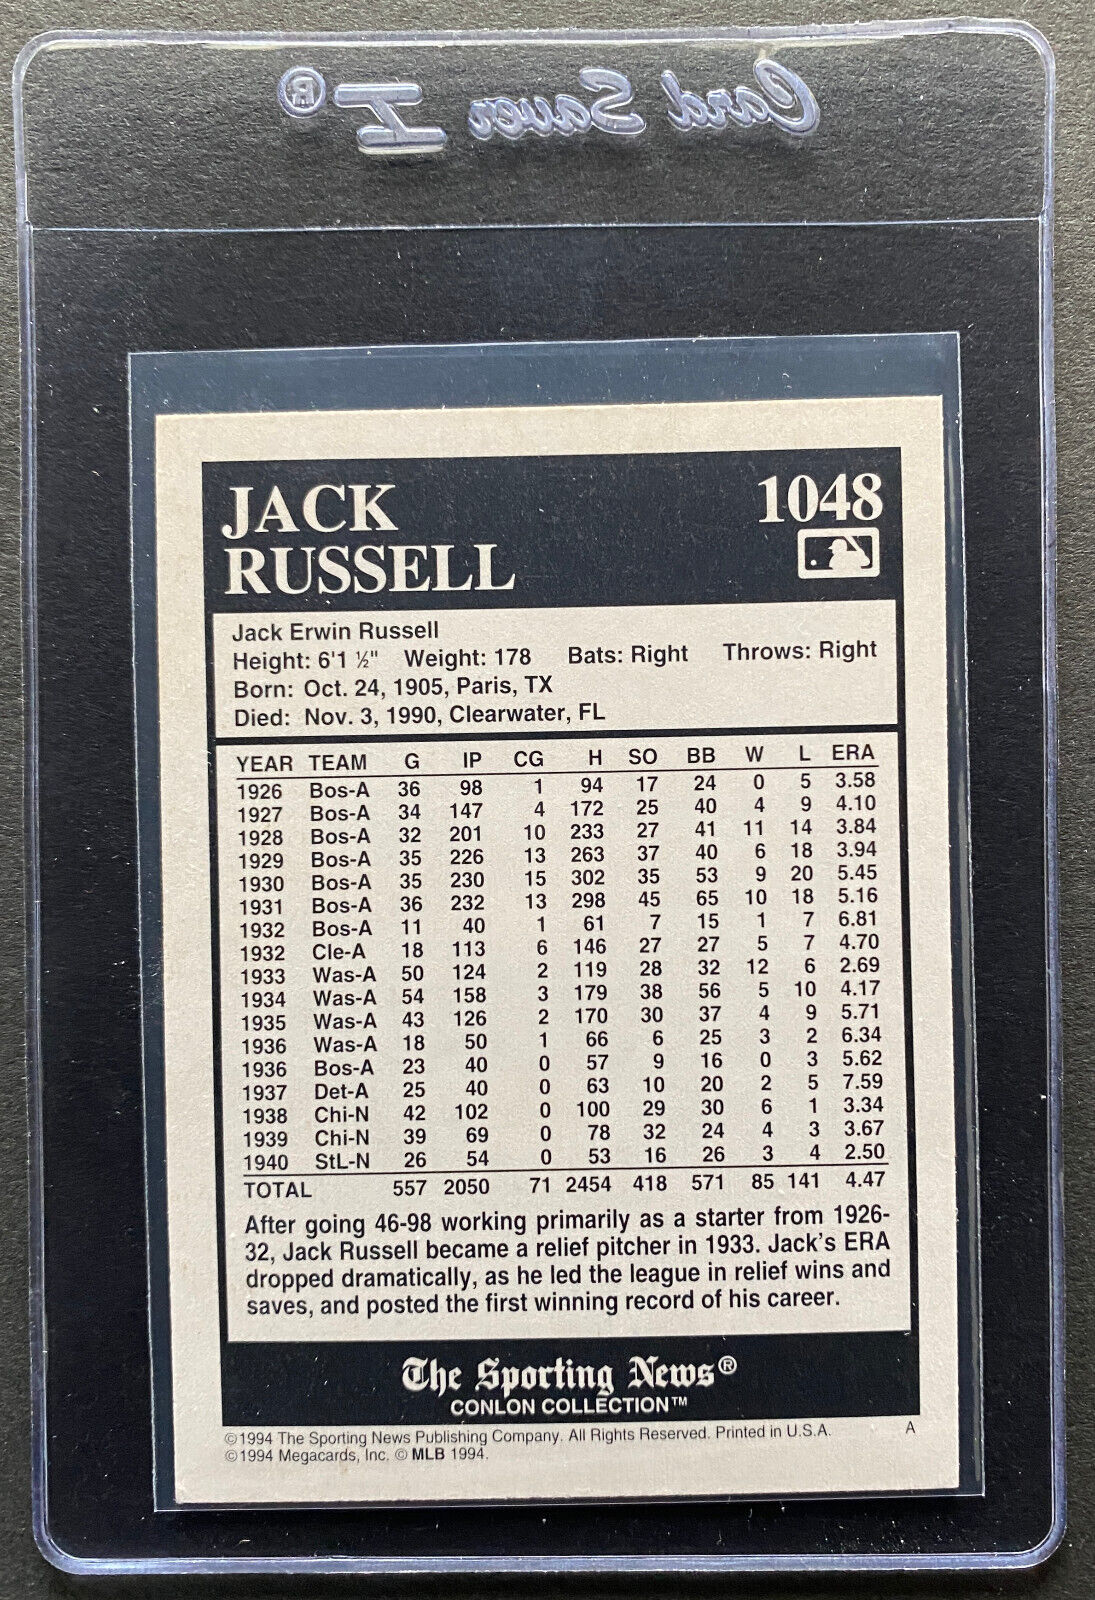 Card Saver I®
JACK
RUSSELL
1048
Jack Erwin Russell
Height: 6'1 ½" Weight: 178 Bats: Right Throws: Right
Born: Oct. 24, 1905, Paris, TX
Died: Nov. 3, 1990, Clearwater, FL
YEAR TEAM G IP CG H SO BB W L ERA
1926 Bos-A 36 98 1 94 17 24 0 5 3.58
1927 Bos-A 34 147 4 172 25 40 4 9 4.10
1928 Bos-A 32 201 10 233 27 41 11 14 3.84
1929 Bos-A 35 226 13 263 37 40 6 18 3.94
1930 Bos-A 35 230 15 302 35 53 9 20 5.45
1931 Bos-A 36 232 13 298 45 65 10 18 5.16
1932 Bos-A 11 40 1 61 7 15 1 7 6.81
1932 Cle-A 18 113 6 146 27 27 5 7 4.70
1933 Was-A 50 124 2 119 28 32 12 6 2.69
1934 Was-A 54 158 3 179 38 56 5 10 4.17
1935 Was-A 43 126 2 170 30 37 4 9 5.71
1936 Was-A 18 50 1 66 6 25 3 2 6.34
1936 Bos-A 23 40 0 57 9 16 0 3 5.62
1937 Det-A 25 40 0 63 10 20 2 5 7.59
1938 Chi-N 42 102 0 100 29 30 6 1 3.34
1939 Chi-N 39 69 0 78 32 24 4 3 3.67
1940 StL-N 26 54 0 53 16 26 3 4 2.50
TOTAL 557 2050 71 2454 418 571 85 141 4.47
After going 46-98 working primarily as a starter from 1926-
32, Jack Russell became a relief pitcher in 1933. Jack's ERA
dropped dramatically, as he led the league in relief wins and
saves, and posted the first winning record of his career.
The Sporting News®
CONLON COLLECTION™
©1994 The Sporting News Publishing Company. All Rights Reserved. Printed in U.S.A. A
©1994 Megacards, Inc. © MLB 1994.